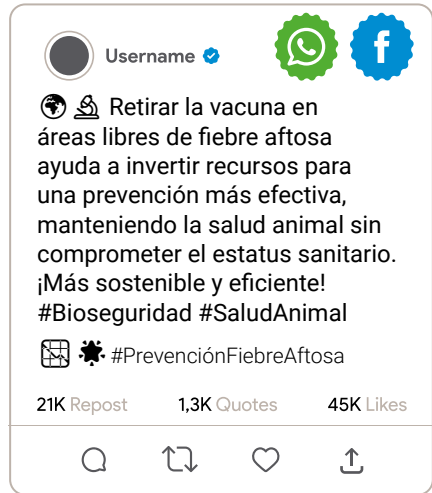 Username
f
🌍 🔬 Retirar la vacuna en
áreas libres de fiebre aftosa
ayuda a invertir recursos para
una prevención más efectiva,
manteniendo la salud animal sin
comprometer el estatus sanitario.
¡Más sostenible y eficiente!
#Bioseguridad #SaludAnimal
#PrevenciónFiebreAftosa
21K Repost 1,3K Quotes 45K Likes